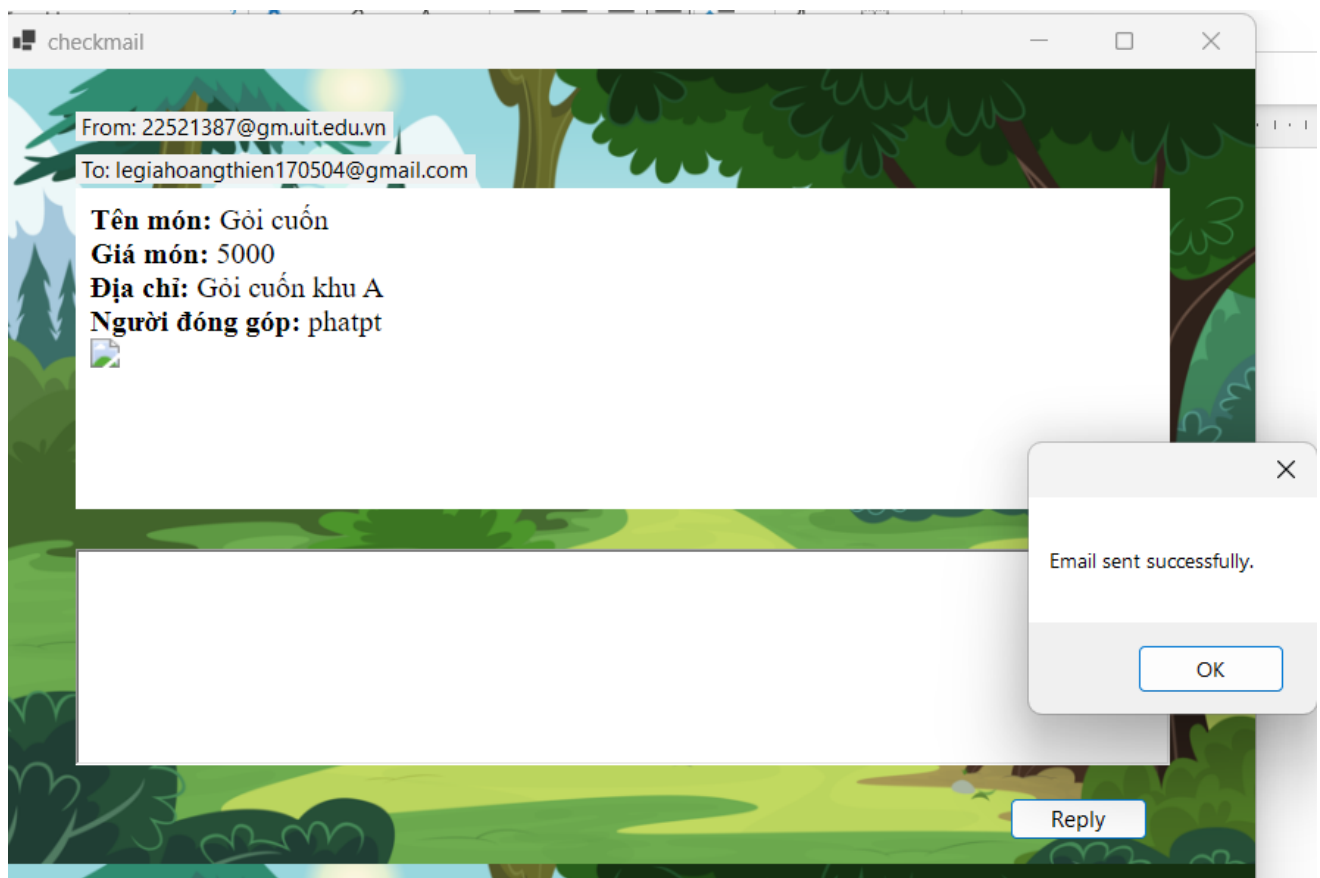 checkmail
From: 22521387@gm.uit.edu.vn
To: legiahoangthien170504@gmail.com
Tên món: Gỏi cuốn
Giá món: 5000
Địa chỉ: Gỏi cuốn khu A
Người đóng góp: phatpt
Email sent successfully.
OK
Reply